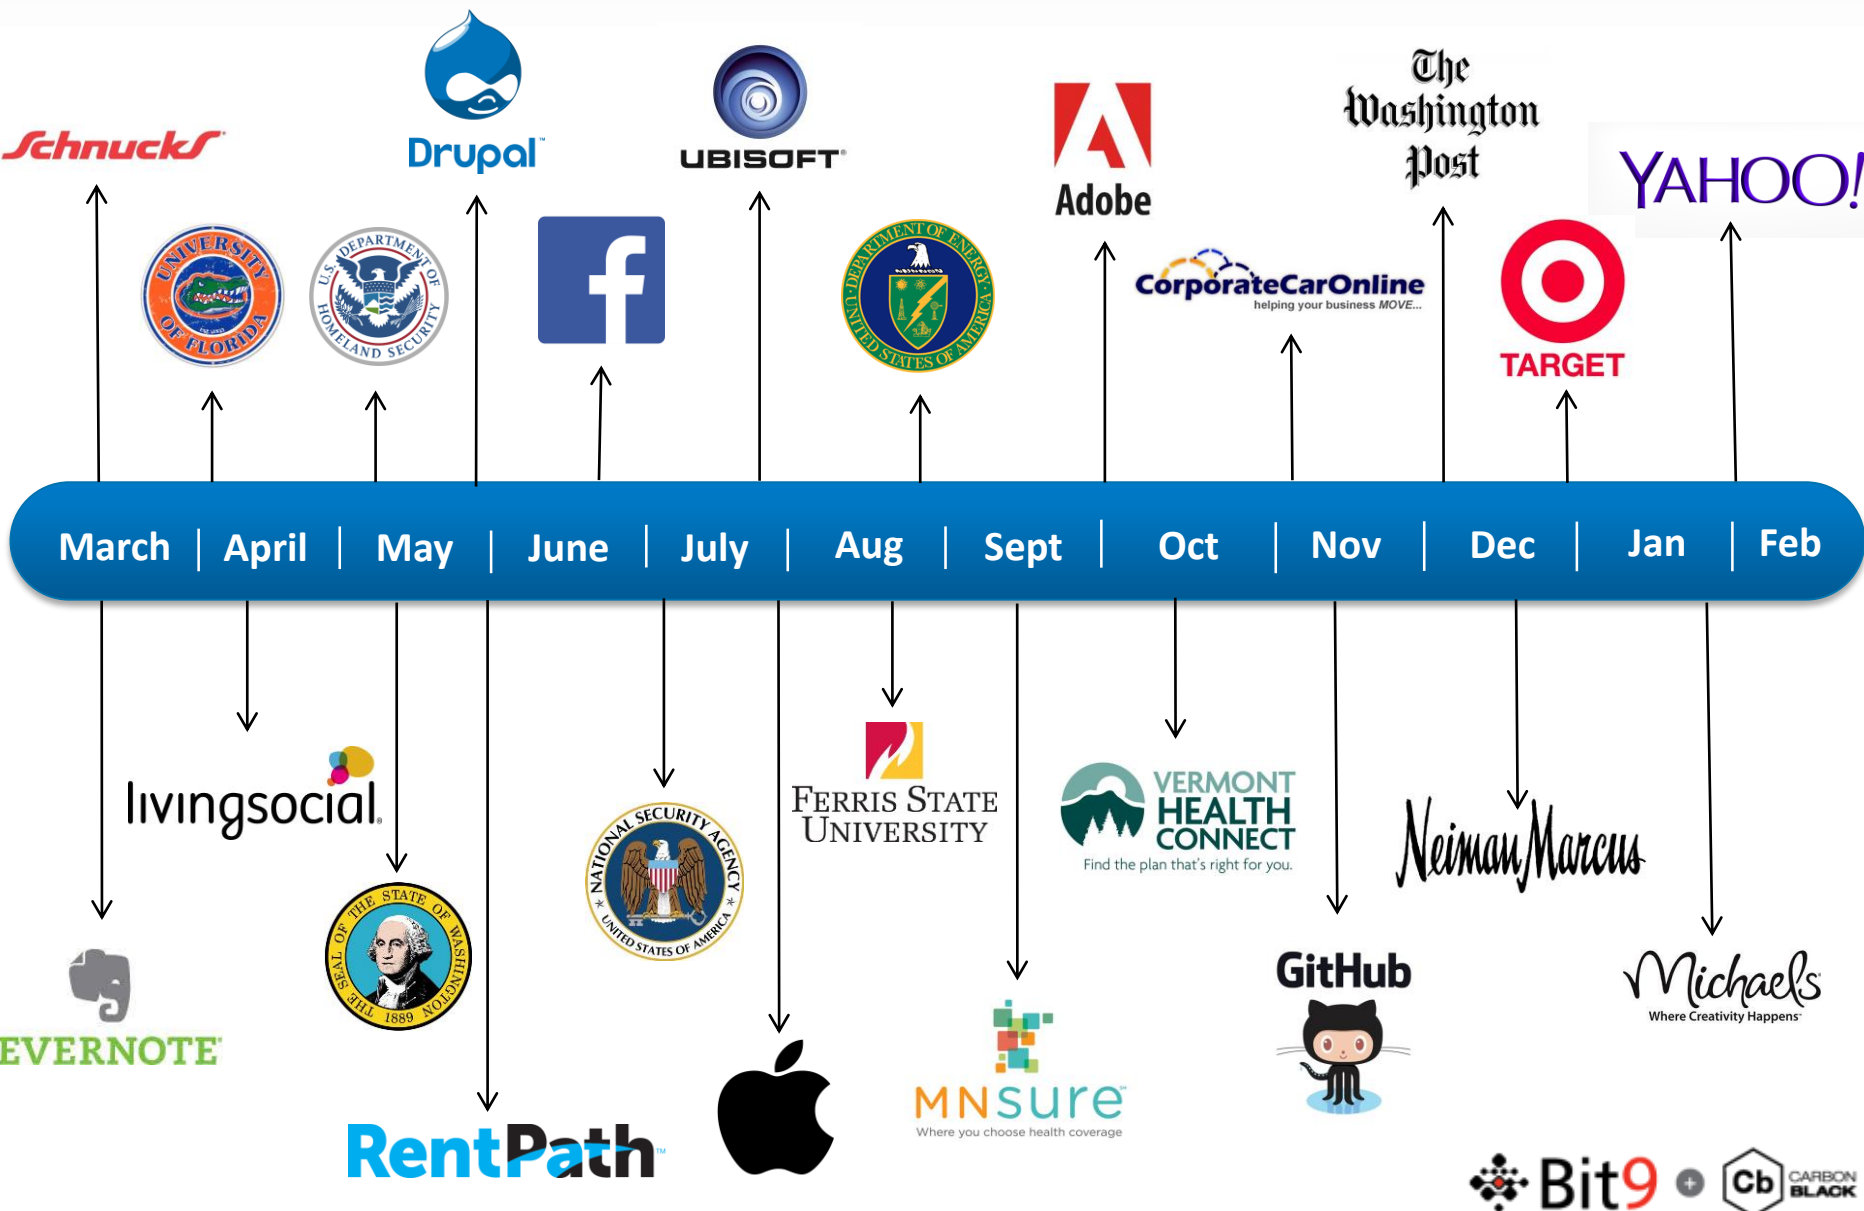 Schnucks
Drupal™
UBISOFT®
Adobe
The
Washington
Post
YAHOO!
UNIVERSITY
OF FLORIDA
U.S. DEPARTMENT OF
HOMELAND SECURITY
f
DEPARTMENT OF ENERGY
UNITED STATES OF AMERICA
CorporateCarOnline
helping your business MOVE...
TARGET
March
April
May
June
July
Aug
Sept
Oct
Nov
Dec
Jan
Feb
livingsocial
EVERNOTE
THE SEAL OF THE STATE OF WASHINGTON
1889
RentPath™
NATIONAL SECURITY AGENCY
UNITED STATES OF AMERICA
FERRIS STATE
UNIVERSITY
MNsure
Where you choose health coverage
VERMONT
HEALTH
CONNECT
Find the plan that's right for you.
GitHub
Neiman Marcus
Michaels
Where Creativity Happens™
Bit9 + Cb CARBON
BLACK